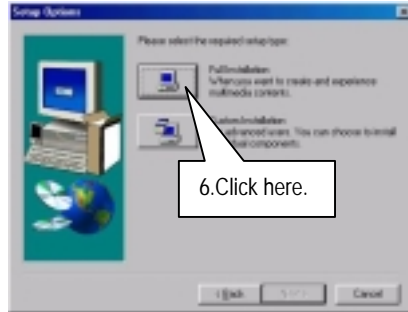 Setup Options
Please select the required setup type:
Full Installation
When you want to create and experience
multimedia contents.
Custom Installation
advanced users. You can choose to install
components.
6.Click here.
< Back
Cancel